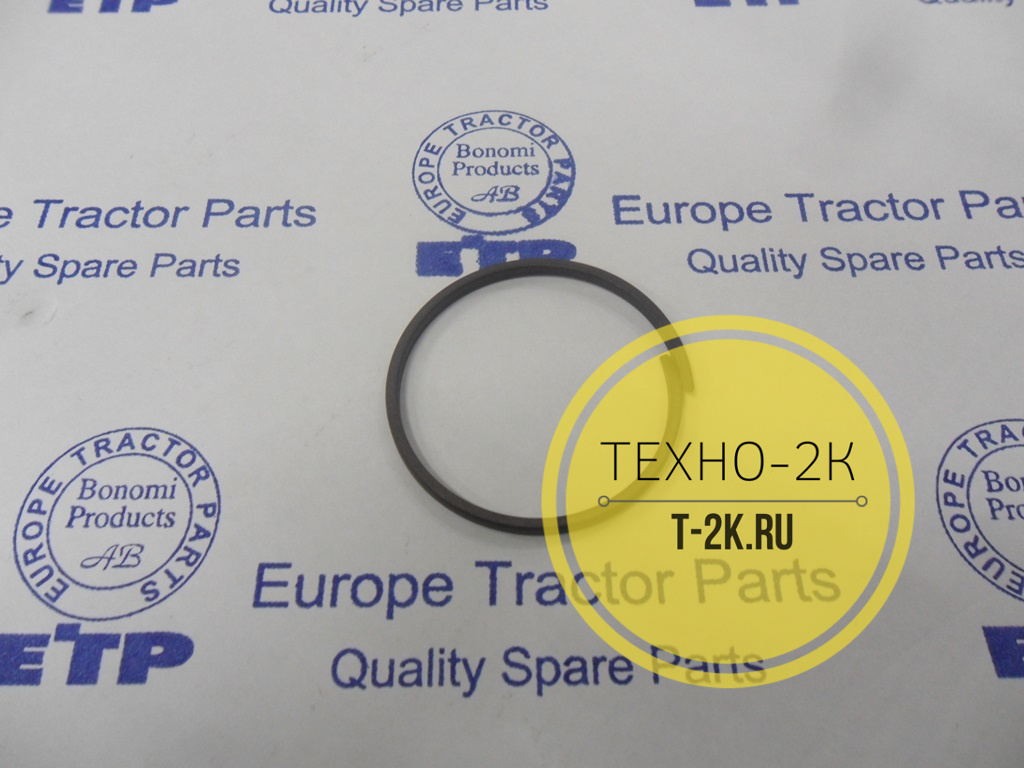 Quality Spare Parts
EUROPE TRACTOR PARTS
Bonomi
Products
AB
ETP
e Tractor Parts
ty Spare Parts
Europe Tractor Pa
Quality Spare Parts
EUROPE TRACTOR PARTS
Bonomi
Products
AB
ETP
ТЕХНО-2К
T-2K.RU
Europe Tractor Parts
Quality Spare Parts